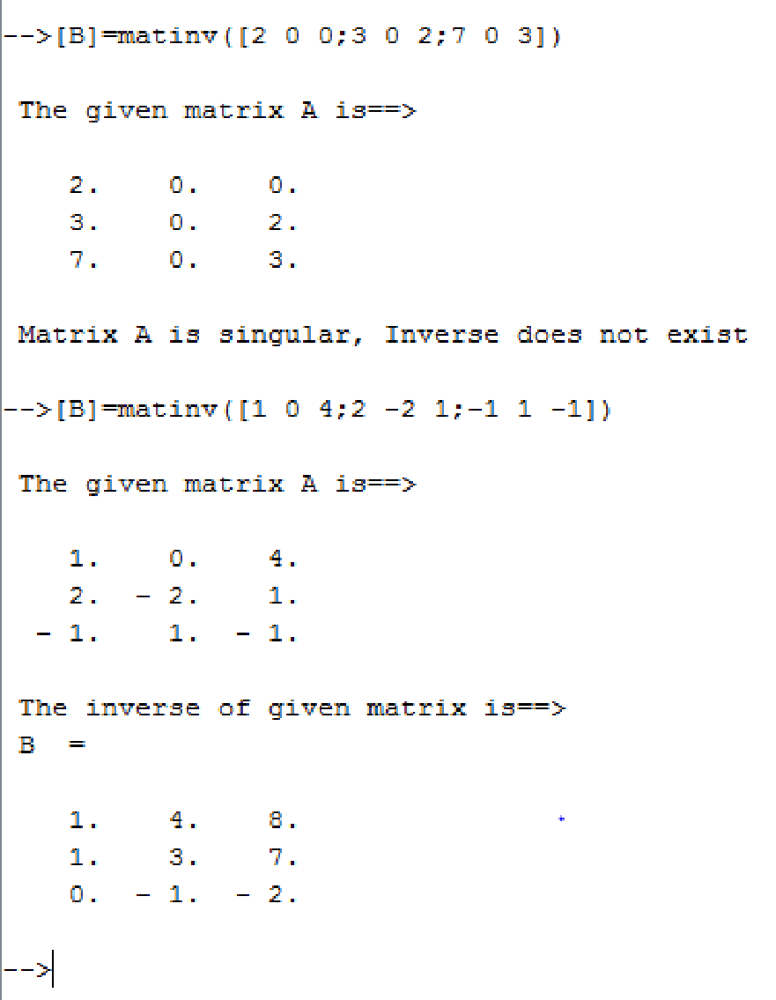 -->[B]=matinv([2 0 0;3 0 2;7 0 3])
The given matrix A is==>
2. 0. 0.
3. 0. 2.
7. 0. 3.
Matrix A is singular, Inverse does not exist
-->[B]=matinv([1 0 4;2 -2 1;-1 1 -1])
The given matrix A is==>
1. 0. 4.
2. - 2. 1.
- 1. 1. - 1.
The inverse of given matrix is==>
B =
1. 4. 8.
1. 3. 7.
0. - 1. - 2.
-->